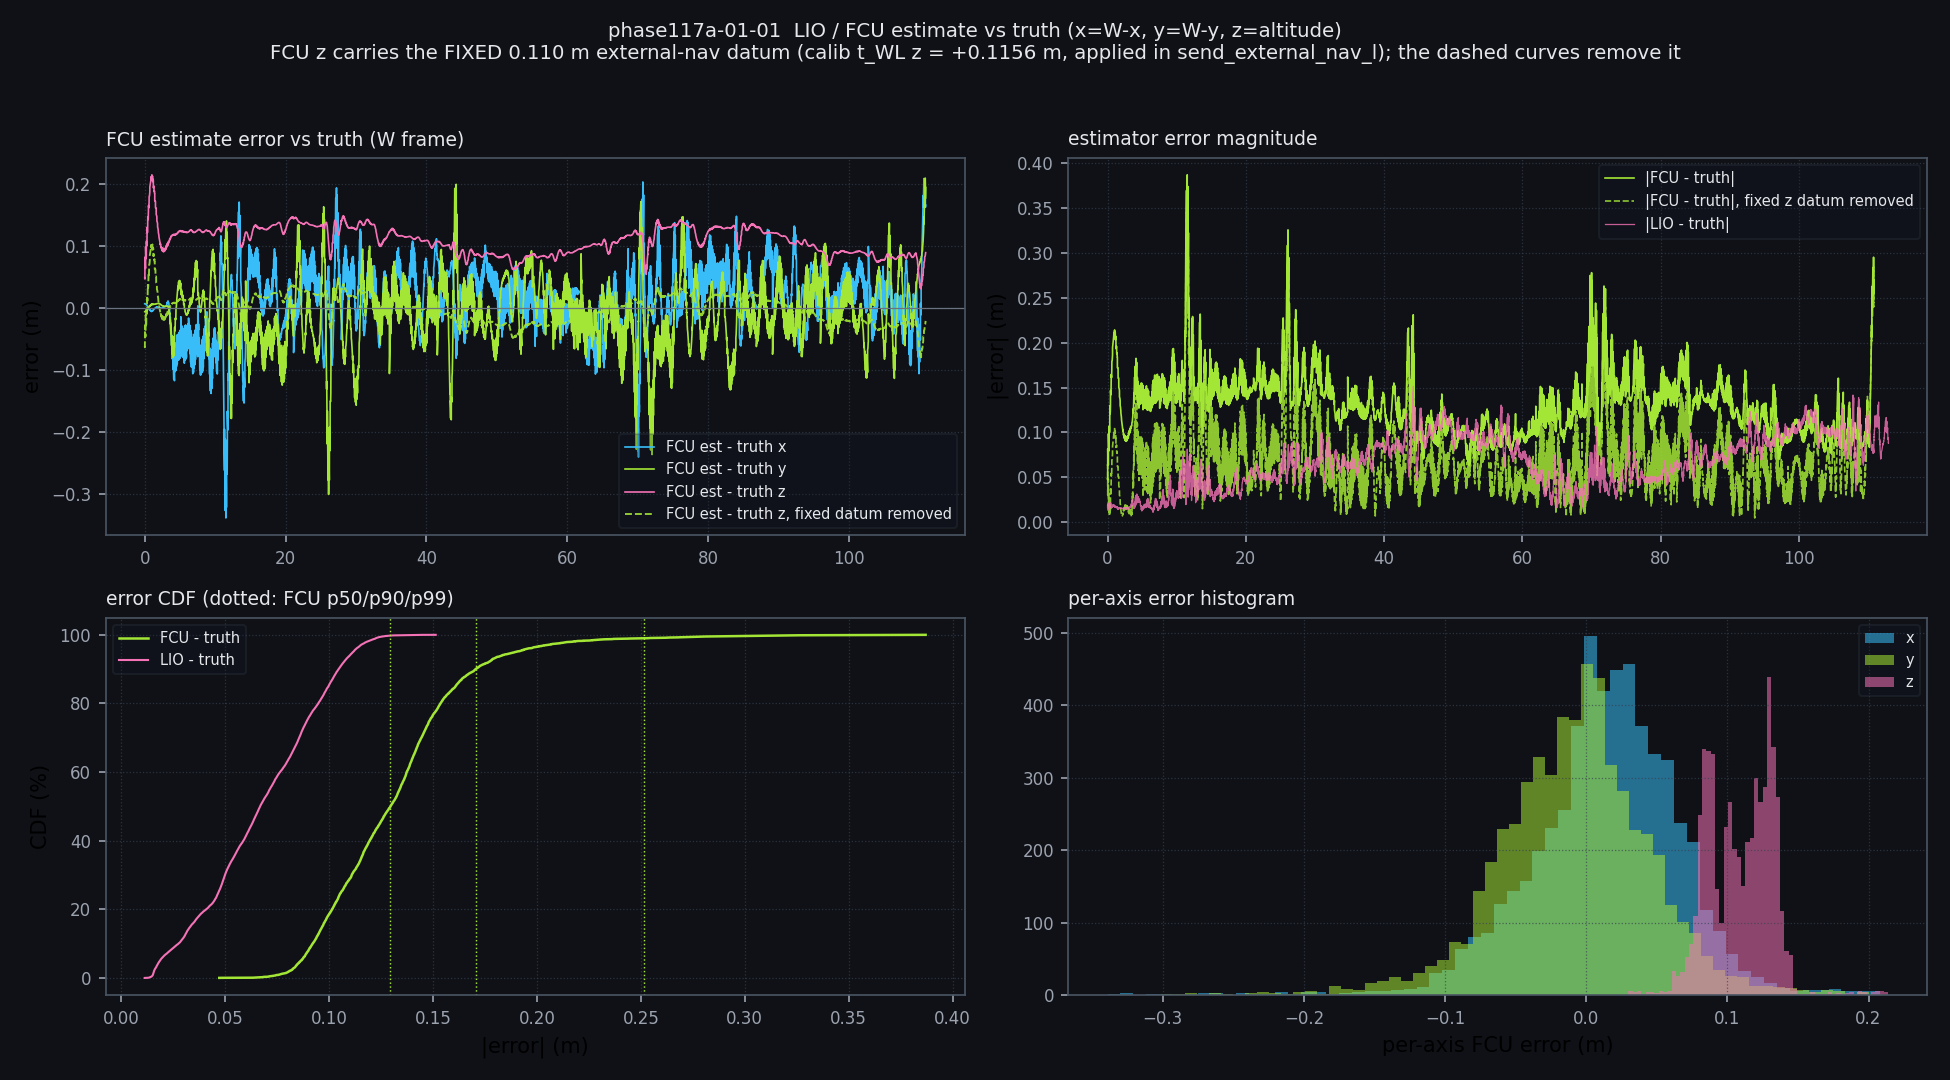 phase117a-01-01  LIO / FCU estimate vs truth (x=W-x, y=W-y, z=altitude)
FCU z carries the FIXED 0.110 m external-nav datum (calib t_WL z = +0.1156 m, applied in send_external_nav_l); the dashed curves remove it
FCU estimate error vs truth (W frame)
error (m)
0.2
0.1
0.0
−0.1
−0.2
−0.3
FCU est - truth x
FCU est - truth y
FCU est - truth z
FCU est - truth z, fixed datum removed
0 20 40 60 80 100
estimator error magnitude
|error| (m)
0.40
0.35
0.30
0.25
0.20
0.15
0.10
0.05
0.00
|FCU - truth|
|FCU - truth|, fixed z datum removed
|LIO - truth|
0 20 40 60 80 100
error CDF (dotted: FCU p50/p90/p99)
CDF (%)
100
80
60
40
20
0
FCU - truth
LIO - truth
0.00 0.05 0.10 0.15 0.20 0.25 0.30 0.35 0.40
|error| (m)
per-axis error histogram
500
400
300
200
100
0
x
y
z
−0.3 −0.2 −0.1 0.0 0.1 0.2
per-axis FCU error (m)